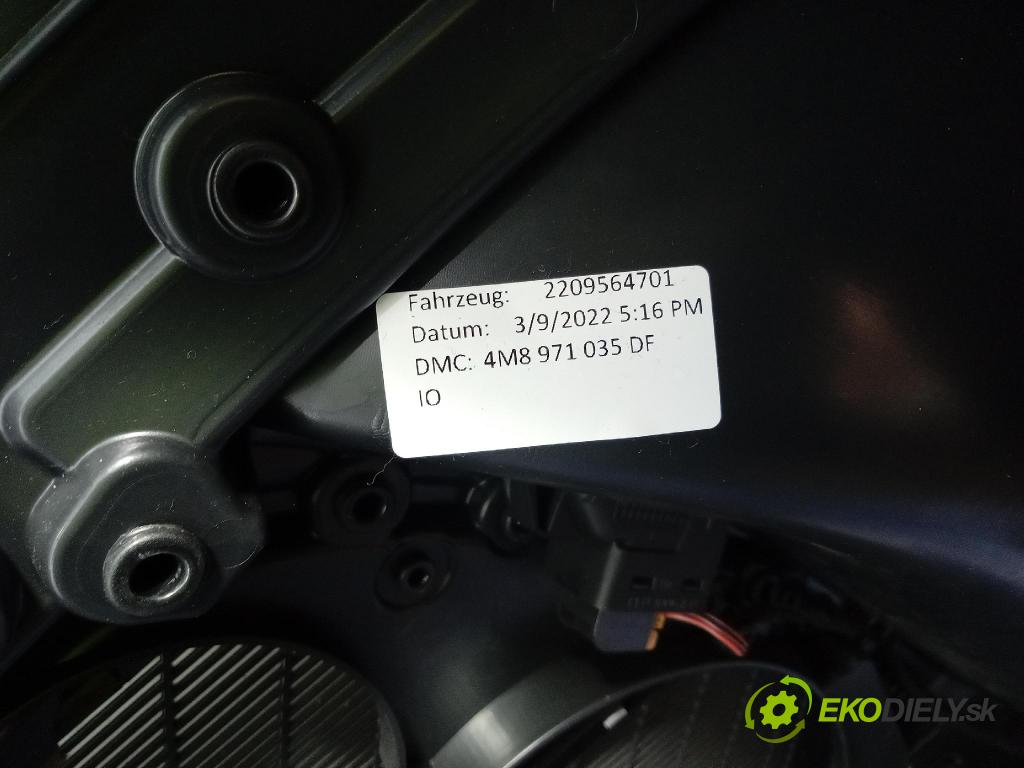 Fahrzeug: 2209564701
Datum: 3/9/2022 5:16 PM
DMC: 4M8 971 035 DF
IO
EKODIELY.sk